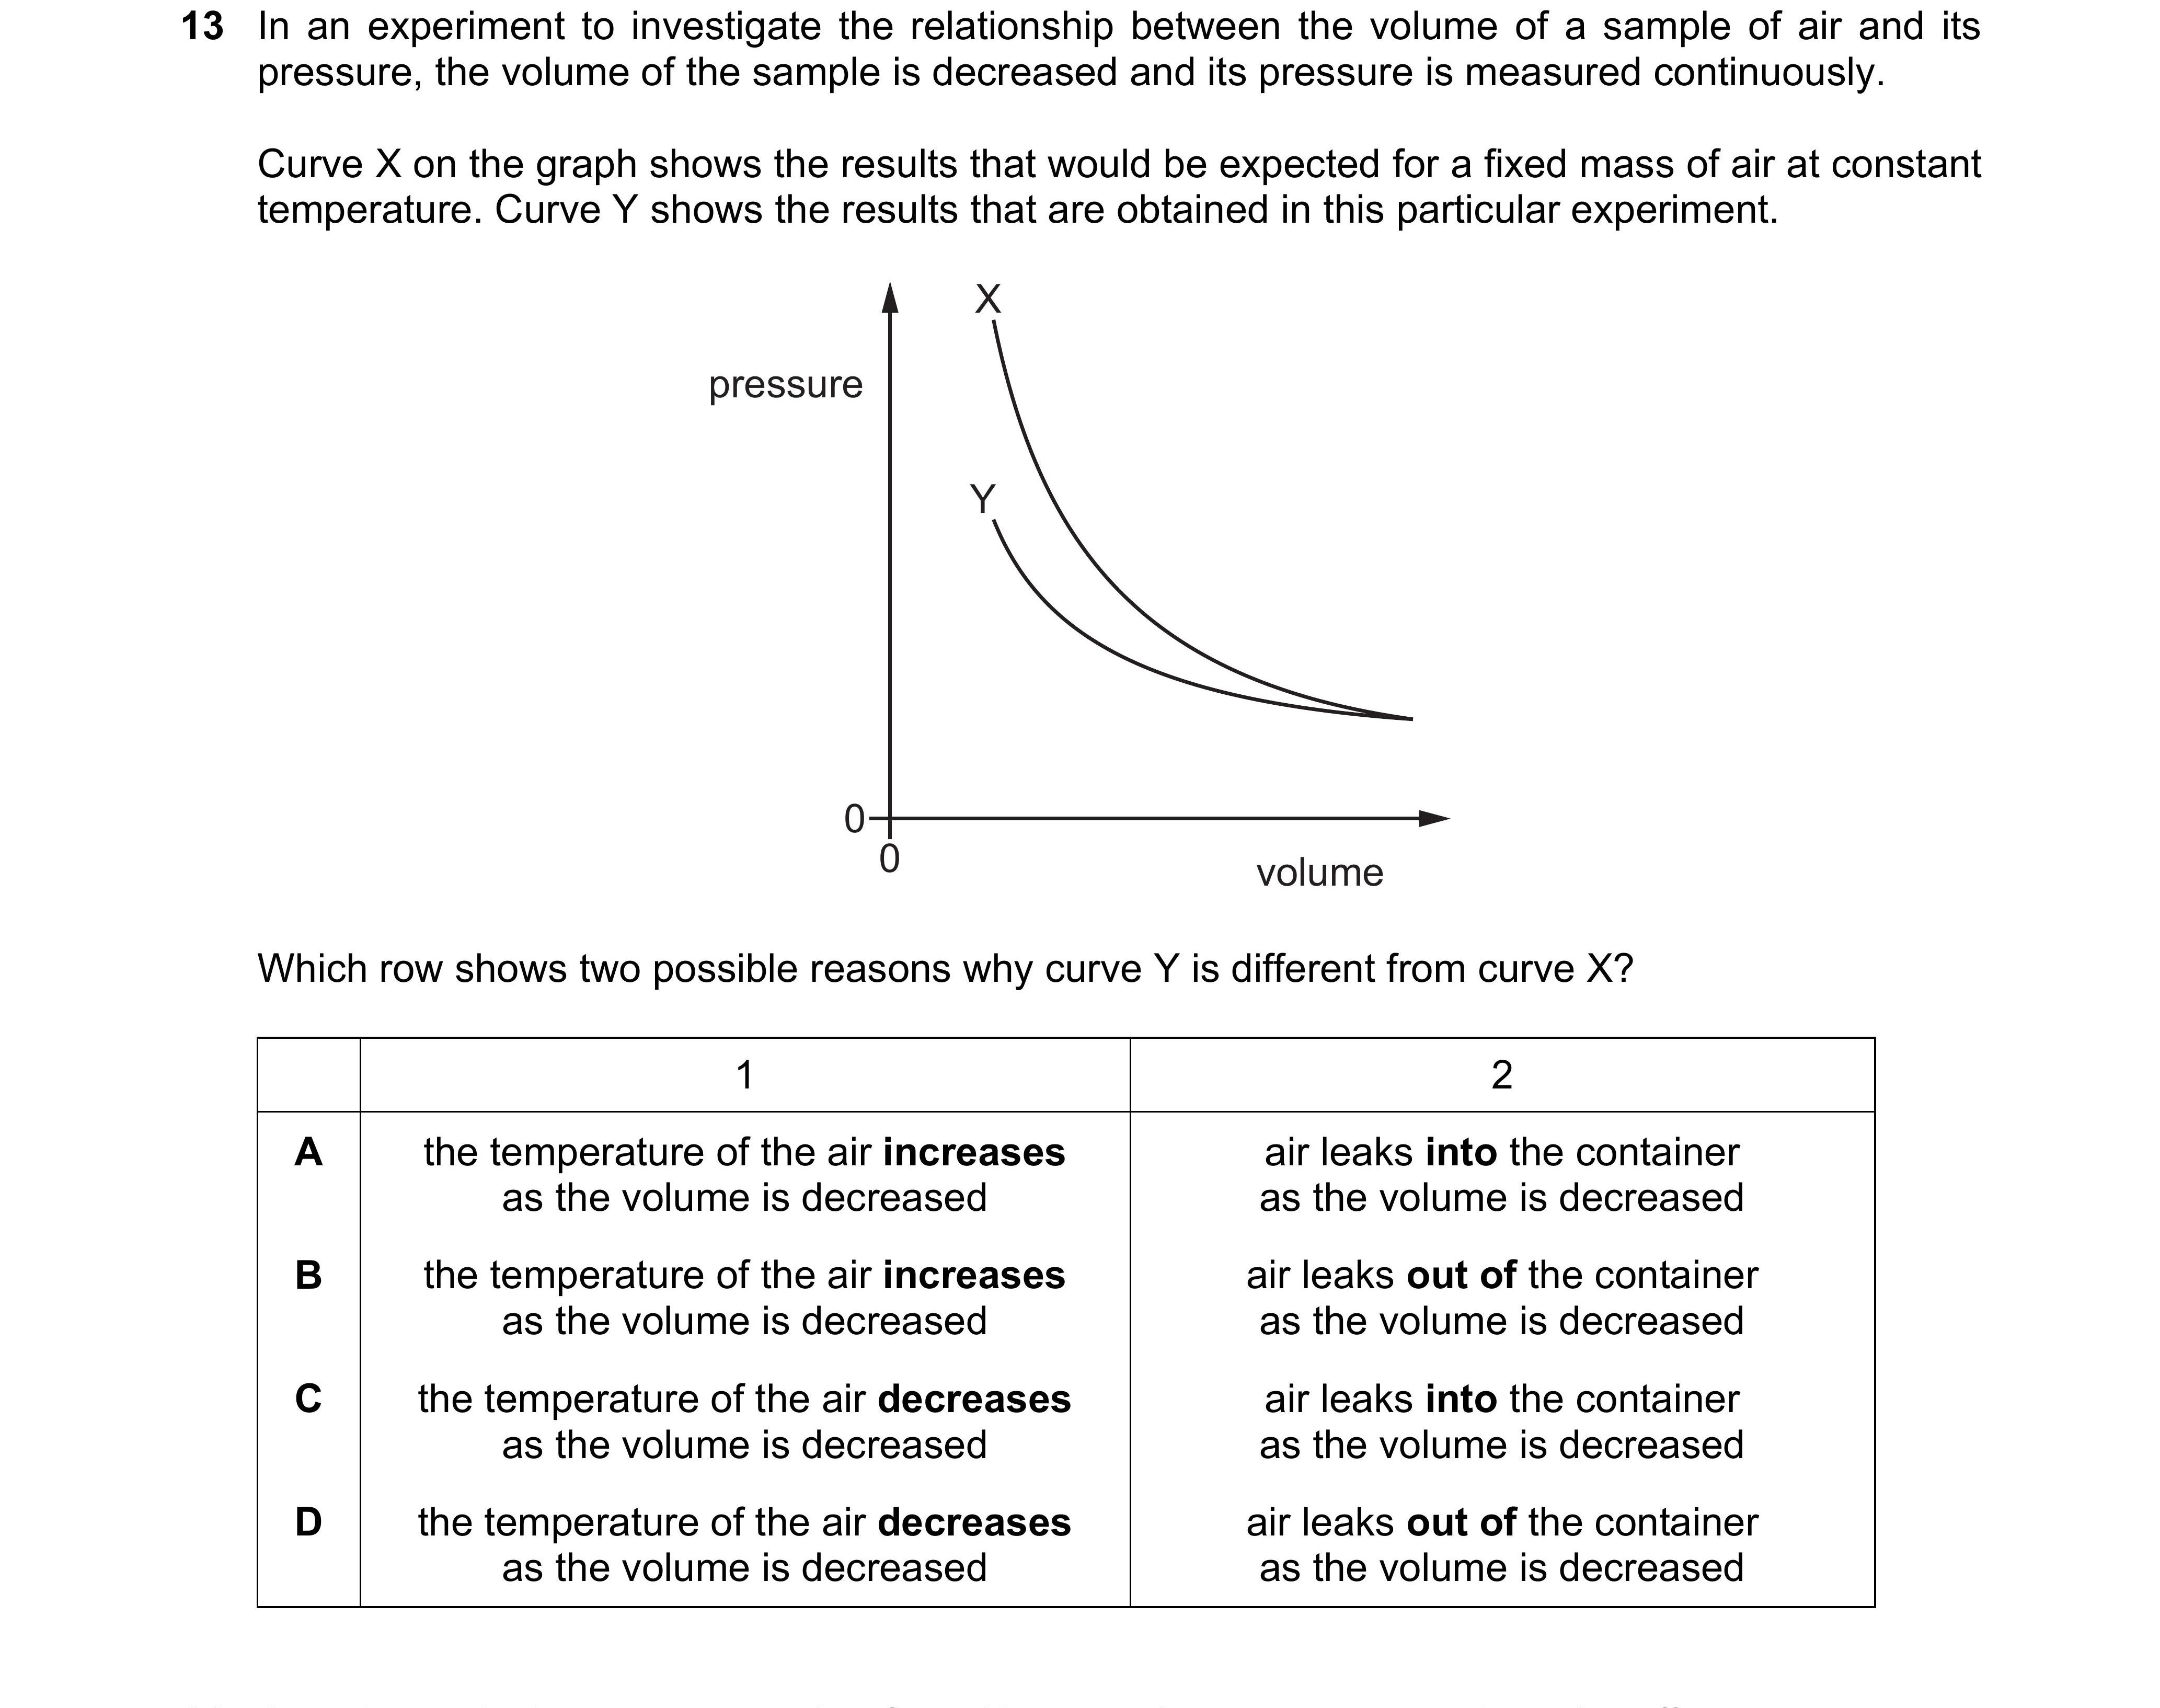 13 In an experiment to investigate the relationship between the volume of a sample of air and its
pressure, the volume of the sample is decreased and its pressure is measured continuously.
Curve X on the graph shows the results that would be expected for a fixed mass of air at constant
temperature. Curve Y shows the results that are obtained in this particular experiment.
X
pressure
Y
0
0
volume
Which row shows two possible reasons why curve Y is different from curve X?
1 2
A the temperature of the air increases air leaks into the container
as the volume is decreased as the volume is decreased
B the temperature of the air increases air leaks out of the container
as the volume is decreased as the volume is decreased
C the temperature of the air decreases air leaks into the container
as the volume is decreased as the volume is decreased
D the temperature of the air decreases air leaks out of the container
as the volume is decreased as the volume is decreased